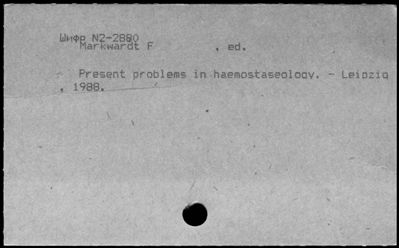 Шифр N2-2880
Markwardt F . ed.
Present problems in haemostaseology. - Leipzig
, 1988.